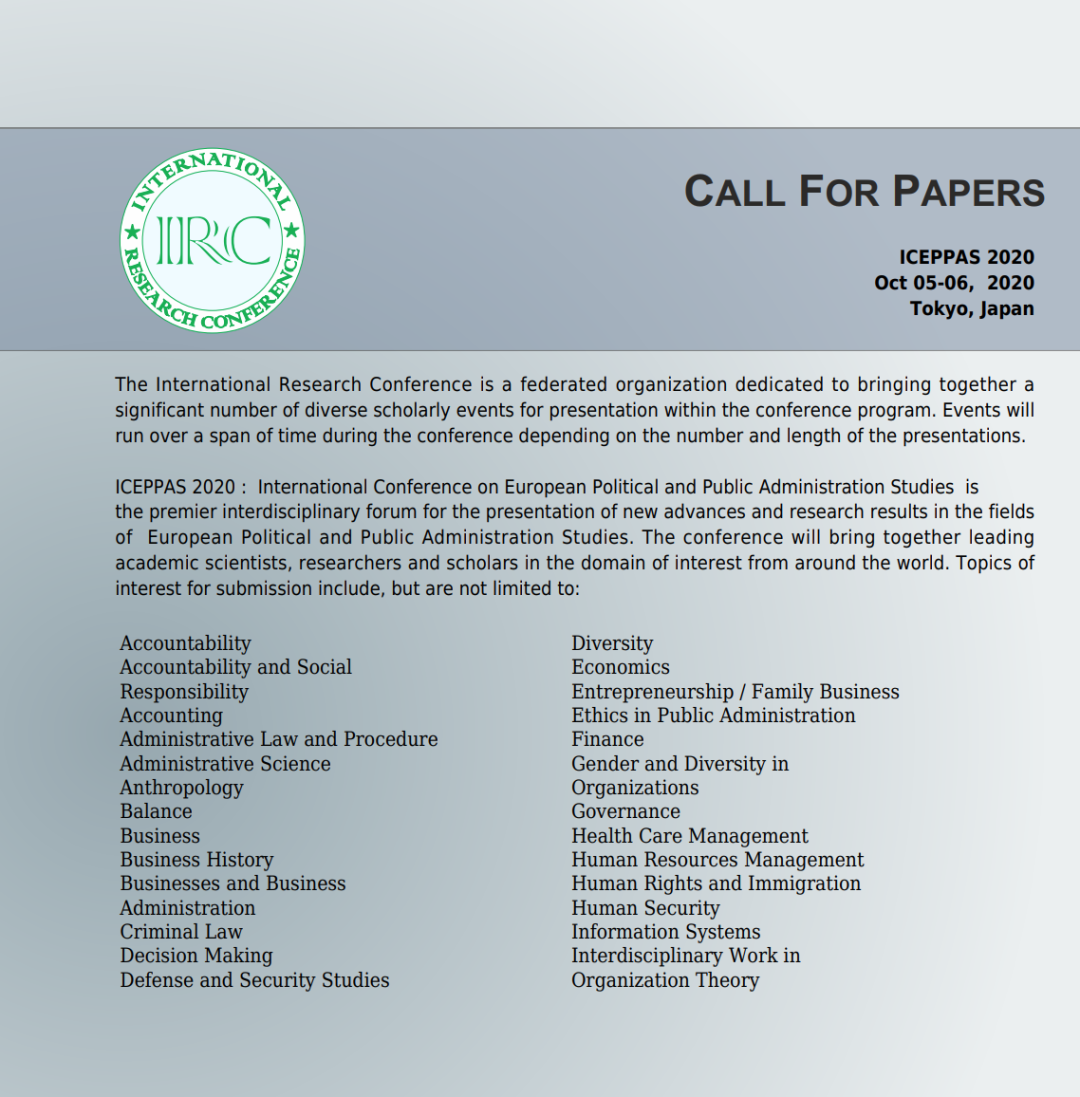 INTERNATIONAL
IRC
RESEARCH CONFERENCE
CALL FOR PAPERS
ICEPPAS 2020
Oct 05-06,  2020
Tokyo, Japan
The International Research Conference is a federated organization dedicated to bringing together a
significant number of diverse scholarly events for presentation within the conference program. Events will
run over a span of time during the conference depending on the number and length of the presentations.
ICEPPAS 2020 :  International Conference on European Political and Public Administration Studies  is
the premier interdisciplinary forum for the presentation of new advances and research results in the fields
of  European Political and Public Administration Studies. The conference will bring together leading
academic scientists, researchers and scholars in the domain of interest from around the world. Topics of
interest for submission include, but are not limited to:
Accountability
Accountability and Social
Responsibility
Accounting
Administrative Law and Procedure
Administrative Science
Anthropology
Balance
Business
Business History
Businesses and Business
Administration
Criminal Law
Decision Making
Defense and Security Studies
Diversity
Economics
Entrepreneurship / Family Business
Ethics in Public Administration
Finance
Gender and Diversity in
Organizations
Governance
Health Care Management
Human Resources Management
Human Rights and Immigration
Human Security
Information Systems
Interdisciplinary Work in
Organization Theory